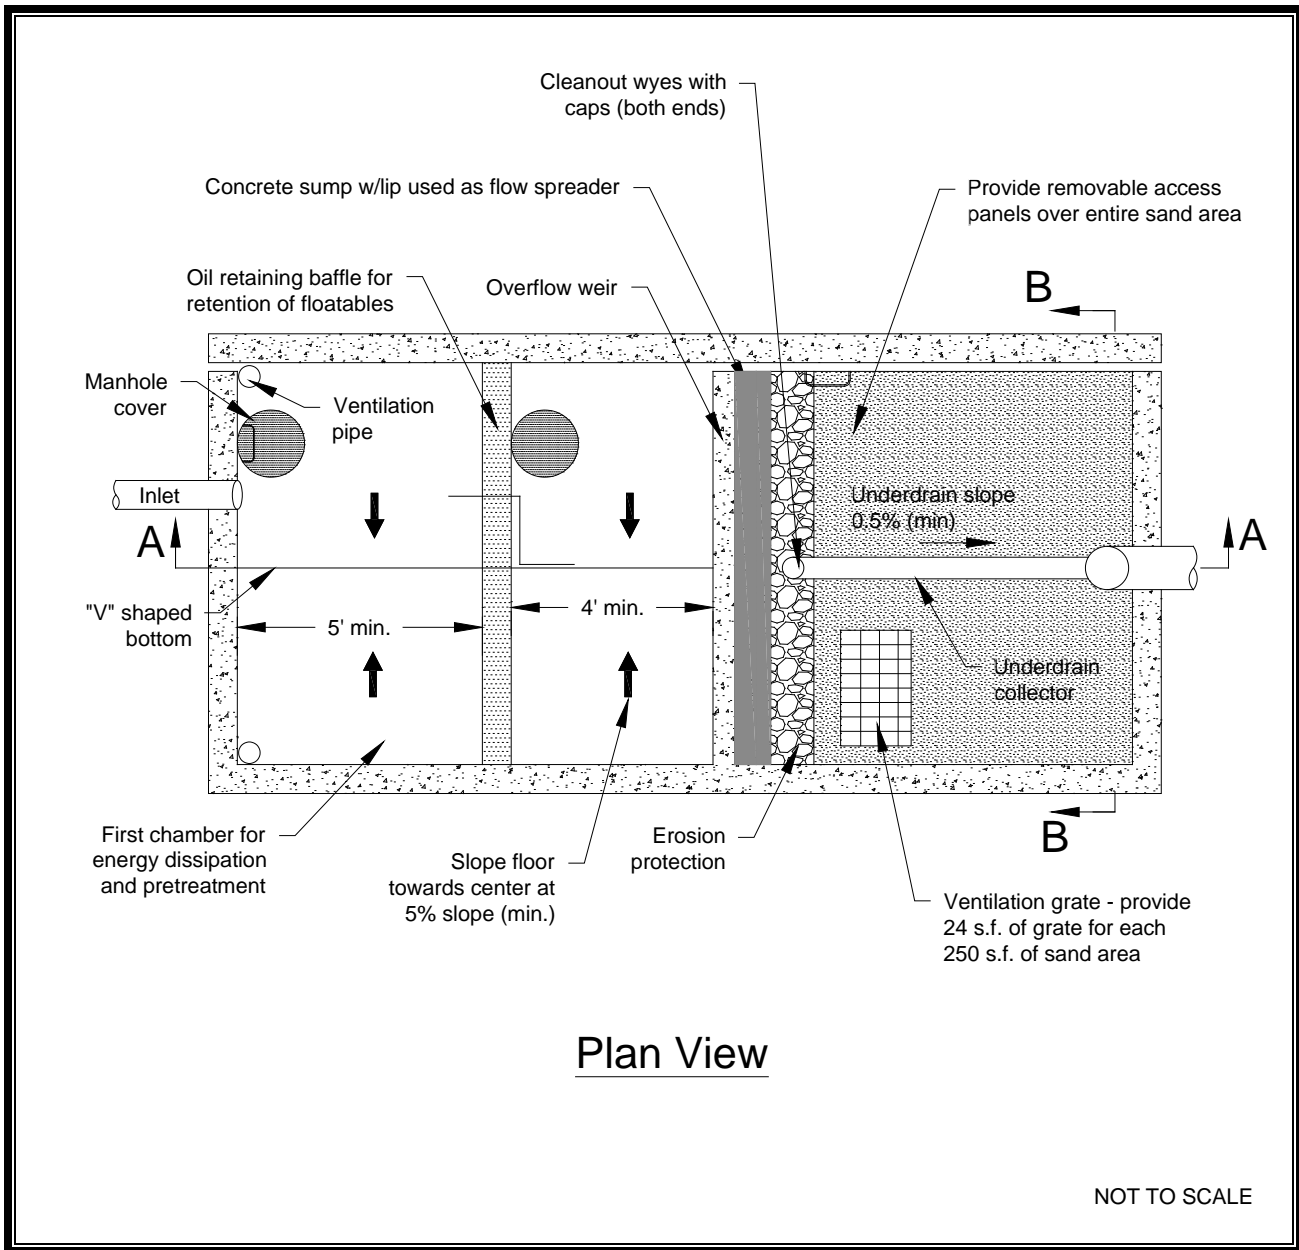 Cleanout wyes with
caps (both ends)
Concrete sump w/lip used as flow spreader
Provide removable access
panels over entire sand area
Oil retaining baffle for
retention of floatables
Overflow weir
B
Manhole
cover
Ventilation
pipe
Inlet
Underdrain slope
0.5% (min)
A
A
"V" shaped
bottom
5' min.
4' min.
Underdrain
collector
First chamber for
energy dissipation
and pretreatment
Slope floor
towards center at
5% slope (min.)
Erosion
protection
B
Ventilation grate - provide
24 s.f. of grate for each
250 s.f. of sand area
Plan View
NOT TO SCALE